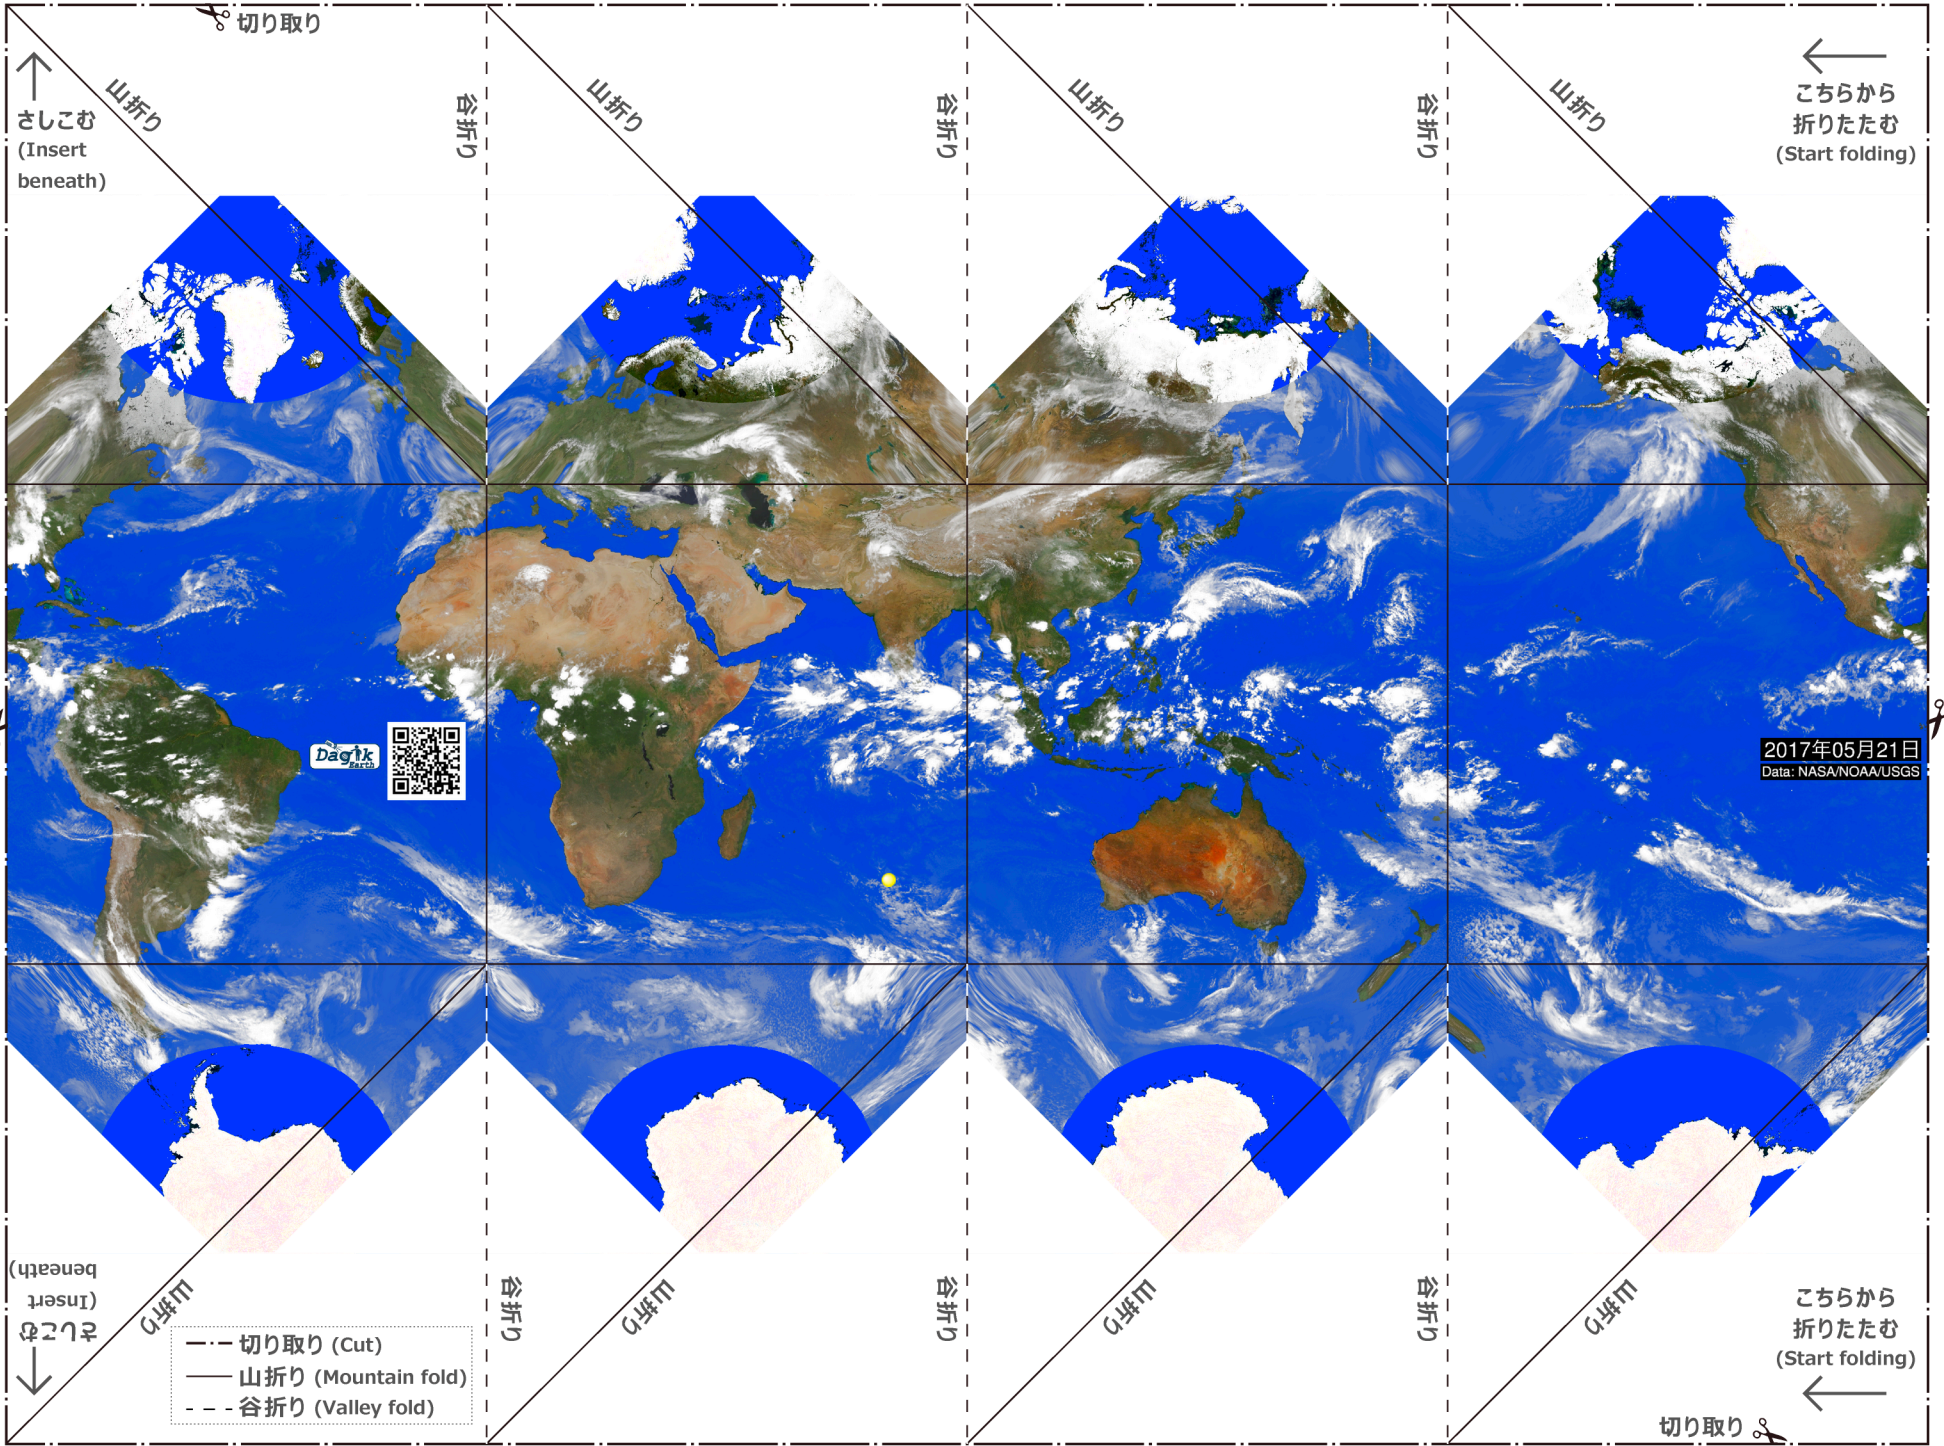 切り取り
山折り
谷折り
山折り
谷折り
山折り
谷折り
山折り
さしこむ
(Insert
beneath)
こちらから
折りたたむ
(Start folding)
Dagik
Earth
2017年05月21日
Data: NASA/NOAA/USGS
さしこむ
(Insert
beneath)
山折り
谷折り
山折り
谷折り
山折り
谷折り
山折り
こちらから
折りたたむ
(Start folding)
切り取り (Cut)
山折り (Mountain fold)
谷折り (Valley fold)
切り取り